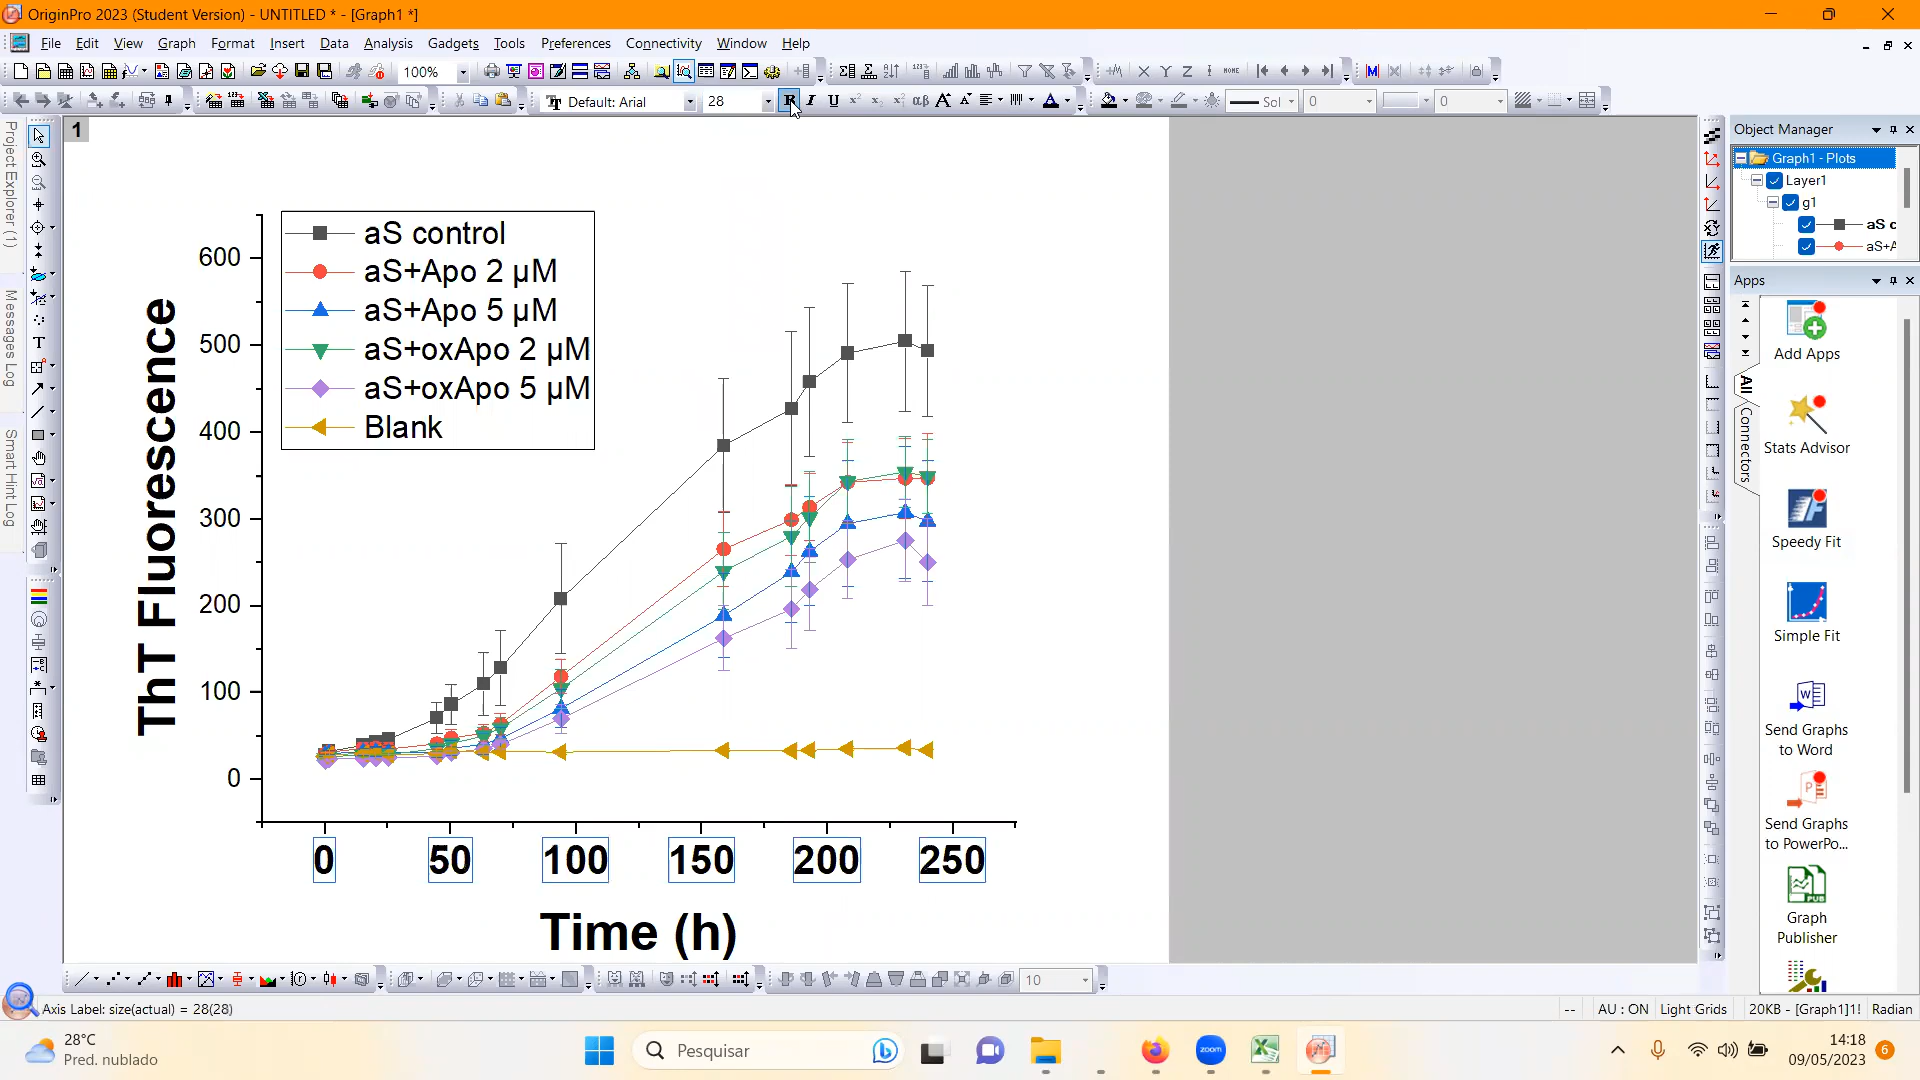 OriginPro 2023 (Student Version) - UNTITLED * - [Graph1 *]
File Edit View Graph Insert Format Data Analysis Gadgets Tools Preferences Connectivity Window Help
100%
Default: Arial 28 B I U αβ A A A Sol 0 0
1
Project Explorer (1)
Messages Log
Smart Hint Log
aS control
aS+Apo 2 µM
aS+Apo 5 µM
aS+oxApo 2 µM
aS+oxApo 5 µM
Blank
ThT Fluorescence
600
500
400
300
200
100
0
0 50 100 150 200 250
Time (h)
Object Manager
Graph1 - Plots
Layer1
g1
aS c
aS+A
Apps
All
Connectors
Add Apps
Stats Advisor
Speedy Fit
Simple Fit
Send Graphs
to Word
Send Graphs
to PowerPo...
Graph
Publisher
10
Axis Label: size(actual) = 28(28)
-- AU : ON Light Grids 20KB - [Graph1]1! Radian
28°C
Pred. nublado
Pesquisar
zoom
14:18
09/05/2023
6